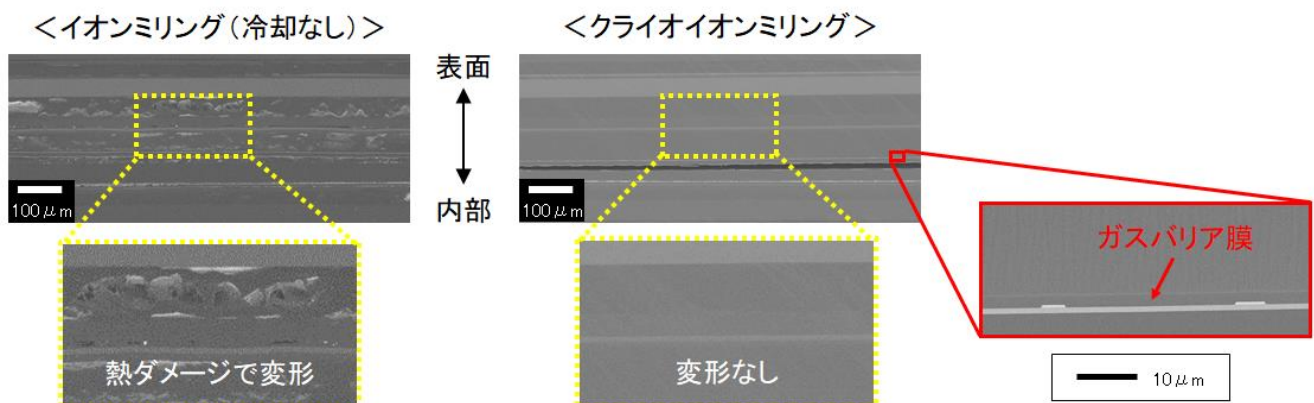 ＜イオンミリング（冷却なし）＞
＜クライオイオンミリング＞
表面
内部
100μm
100μm
熱ダメージで変形
変形なし
ガスバリア膜
10μm